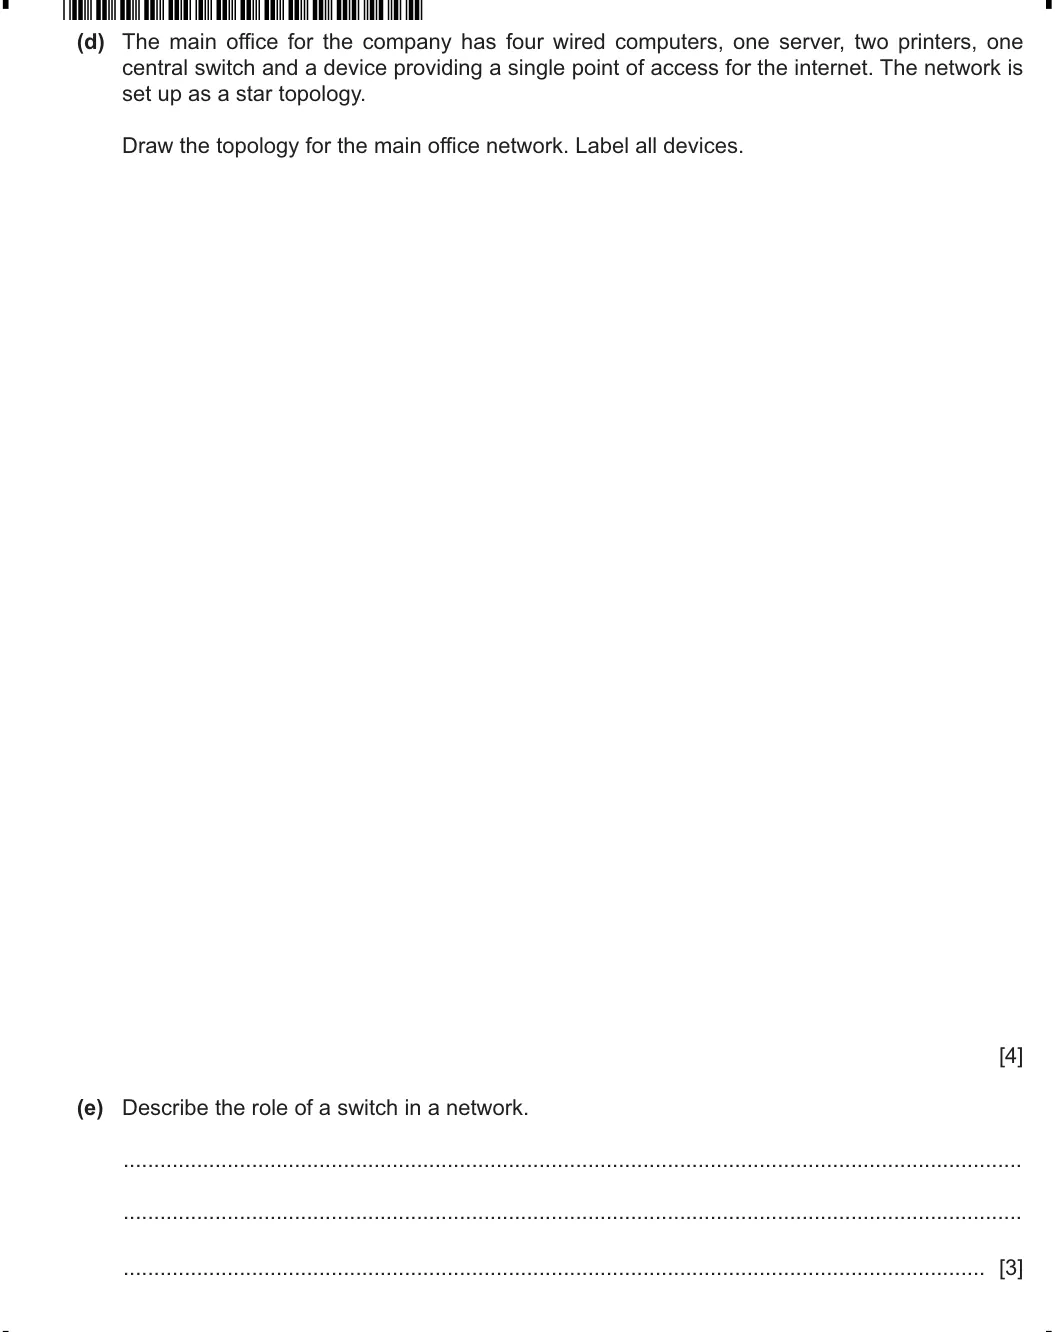 (d) The main office for the company has four wired computers, one server, two printers, one
central switch and a device providing a single point of access for the internet. The network is
set up as a star topology.
Draw the topology for the main office network. Label all devices.
[4]
(e) Describe the role of a switch in a network.
..........................................................................................................................................................
..........................................................................................................................................................
.................................................................................................................................................... [3]